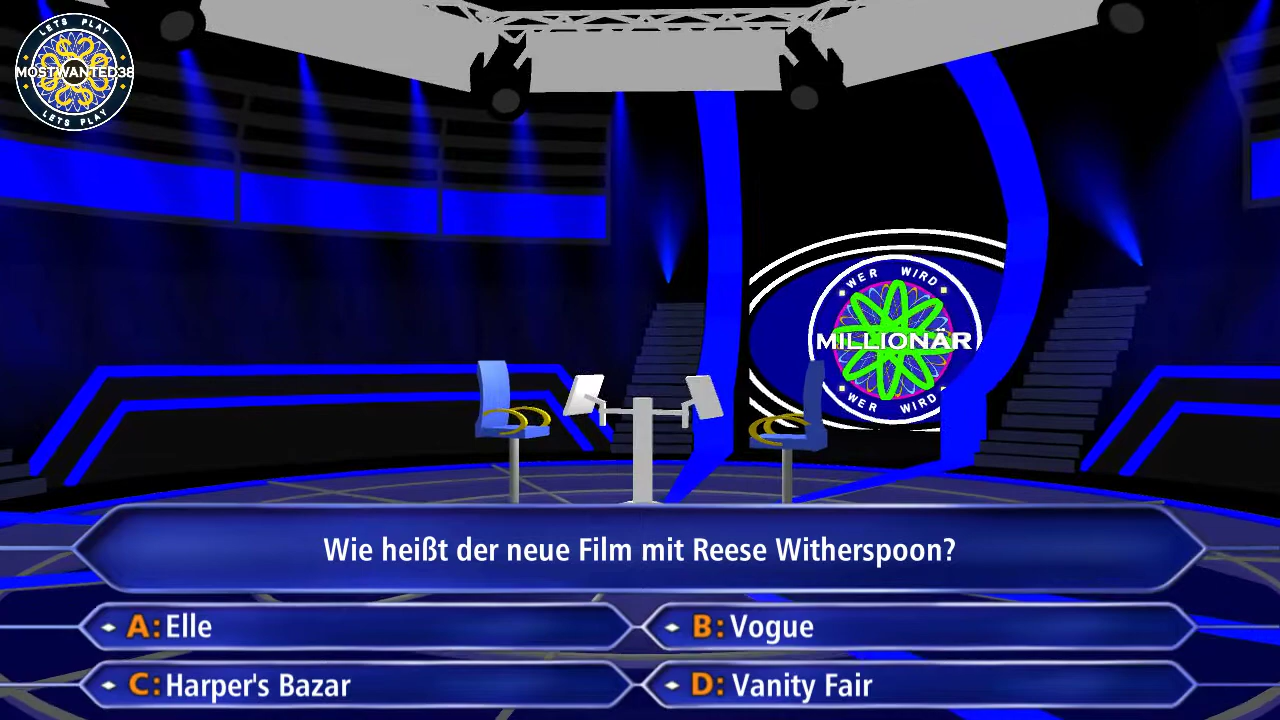 LETS PLAY
MOSTWANTED38
LETS PLAY
WER WIRD
MILLIONÄR
WER WIRD
Wie heißt der neue Film mit Reese Witherspoon?
A: Elle
B: Vogue
C: Harper's Bazar
D: Vanity Fair